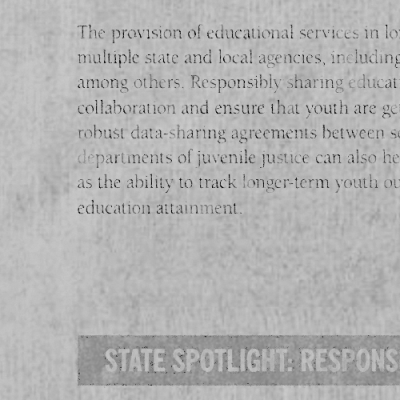 The provision of educational services in lo
multiple state and local agencies, including
among others. Responsibly sharing educat
collaboration and ensure that youth are ge
robust data-sharing agreements between s
departments of juvenile justice can also he
as the ability to track longer-term youth ou
education attainment.
STATE SPOTLIGHT: RESPONS